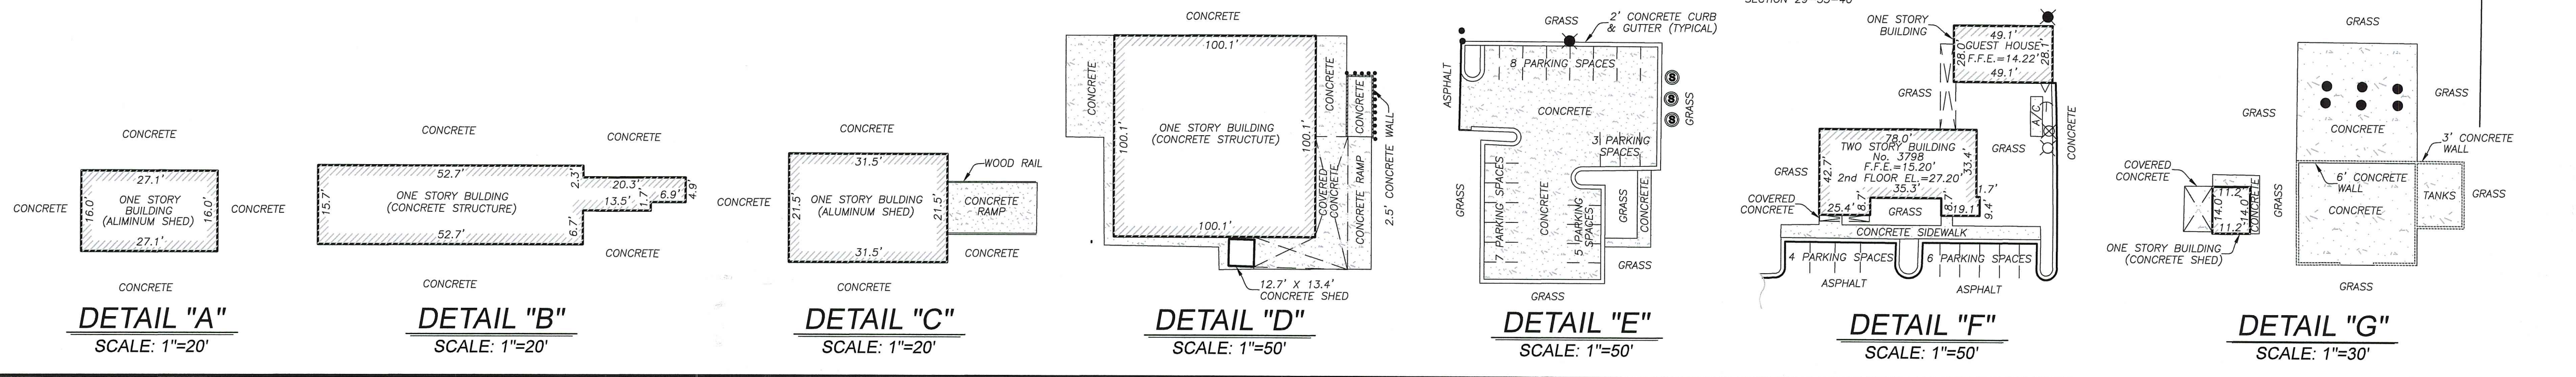 CONCRETE
CONCRETE
27.1'
16.0'
ONE STORY
BUILDING
(ALIMINUM SHED)
16.0'
27.1'
CONCRETE
CONCRETE
DETAIL "A"
SCALE: 1"=20'
CONCRETE
CONCRETE
52.7'
15.7'
ONE STORY BULDING
(CONCRETE STRUCTURE)
2.3'
20.3'
4.9'
6.9'
1.7'
13.5'
6.7'
52.7'
CONCRETE
CONCRETE
DETAIL "B"
SCALE: 1"=20'
CONCRETE
CONCRETE
31.5'
21.5'
ONE STORY BULDING
(ALUMINUM SHED)
21.5'
31.5'
WOOD RAIL
CONCRETE
RAMP
CONCRETE
CONCRETE
DETAIL "C"
SCALE: 1"=20'
CONCRETE
CONCRETE
100.1'
100.1'
ONE STORY BUILDING
(CONCRETE STRUCTURE)
100.1'
100.1'
CONCRETE
CONCRETE
COVERED
CONCRETE
CONCRETE RAMP
2.5' CONCRETE WALL
12.7' X 13.4'
CONCRETE SHED
DETAIL "D"
SCALE: 1"=50'
GRASS
2' CONCRETE CURB
& GUTTER (TYPICAL)
ASPHALT
8 PARKING SPACES
CONCRETE
S
S
S
GRASS
3 PARKING
SPACES
GRASS
7 PARKING SPACES
CONCRETE
5 PARKING
SPACES
GRASS
CONCRETE
GRASS
GRASS
DETAIL "E"
SCALE: 1"=50'
ONE STORY
BUILDING
49.1'
28.0'
GUEST HOUSE
F.F.E.=14.22'
28.1'
49.1'
GRASS
A/C
CONCRETE
78.0'
TWO STORY BUILDING
No. 3798
F.F.E.=15.20'
2nd FLOOR EL.=27.20'
42.7'
33.4'
GRASS
GRASS
35.3'
1.7'
COVERED
CONCRETE
25.4'
8.7'
GRASS
8.7'
19.1'
9.4'
CONCRETE SIDEWALK
4 PARKING SPACES
6 PARKING SPACES
ASPHALT
ASPHALT
DETAIL "F"
SCALE: 1"=50'
GRASS
GRASS
GRASS
CONCRETE
3' CONCRETE
WALL
COVERED
CONCRETE
11.2'
14.0'
14.0'
CONCRETE
11.2'
GRASS
6' CONCRETE
WALL
CONCRETE
TANKS
GRASS
ONE STORY BUILDING
(CONCRETE SHED)
GRASS
DETAIL "G"
SCALE: 1"=30'